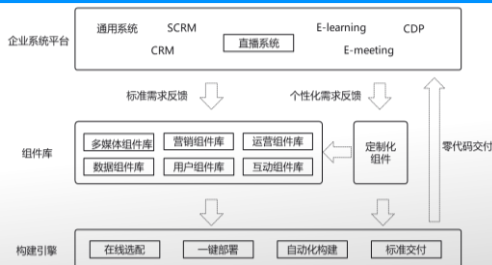 企业系统平台
通用系统 SCRM E-learning CDP
CRM 直播系统 E-meeting
标准需求反馈 个性化需求反馈
组件库
多媒体组件库 营销组件库 运营组件库
数据组件库 用户组件库 互动组件库
定制化
组件
零代码交付
构建引擎 在线选配 一键部署 自动化构建 标准交付